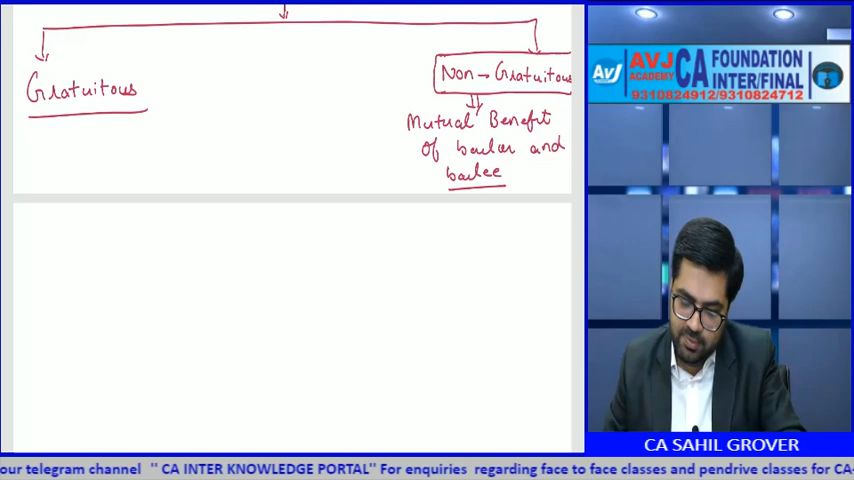 Gratuitous
Non → Gratuitous
Mutual Benefit
of bailor and
bailee
AVJ
AVJ
ACADEMY
CA
FOUNDATION
INTER/FINAL
9310824912/9310824712
CA SAHIL GROVER
our telegram channel " CA INTER KNOWLEDGE PORTAL" For enquiries regarding face to face classes and pendrive classes for CA-